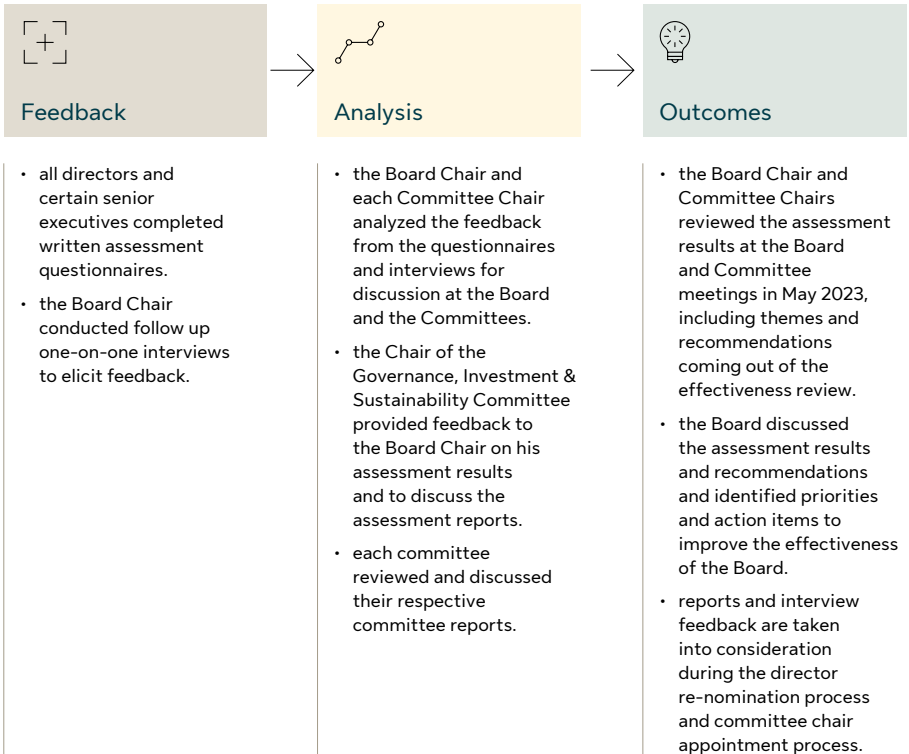 Feedback
• all directors and
certain senior
executives completed
written assessment
questionnaires.
• the Board Chair
conducted follow up
one-on-one interviews
to elicit feedback.
Analysis
• the Board Chair and
each Committee Chair
analyzed the feedback
from the questionnaires
and interviews for
discussion at the Board
and the Committees.
• the Chair of the
Governance, Investment &
Sustainability Committee
provided feedback to
the Board Chair on his
assessment results
and to discuss the
assessment reports.
• each committee
reviewed and discussed
their respective
committee reports.
Outcomes
• the Board Chair and
Committee Chairs
reviewed the assessment
results at the Board
and Committee
meetings in May 2023,
including themes and
recommendations
coming out of the
effectiveness review.
• the Board discussed
the assessment results
and recommendations
and identified priorities
and action items to
improve the effectiveness
of the Board.
• reports and interview
feedback are taken
into consideration
during the director
re-nomination process
and committee chair
appointment process.